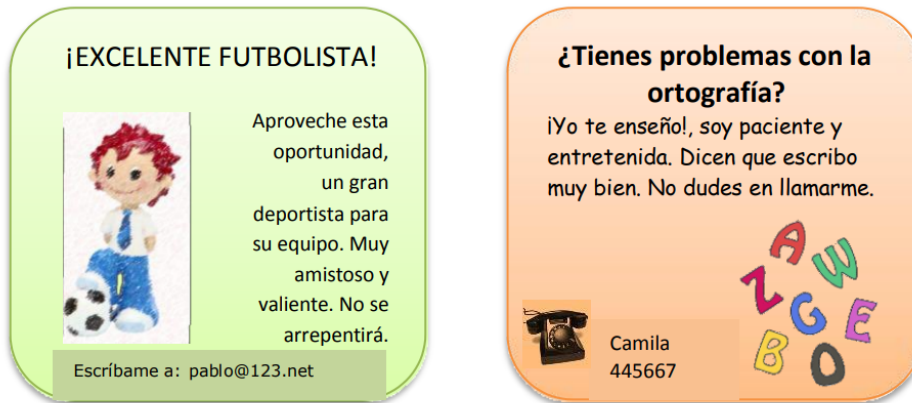 ¡EXCELENTE FUTBOLISTA!
Aproveche esta
oportunidad,
un gran
deportista para
su equipo. Muy
amistoso y
valiente. No se
arrepentirá.
Escríbame a: pablo@123.net
¿Tienes problemas con la
ortografía?
¡Yo te enseño!, soy paciente y
entretenida. Dicen que escribo
muy bien. No dudes en llamarme.
A
W
Z
G
E
B
O
Camila
445667